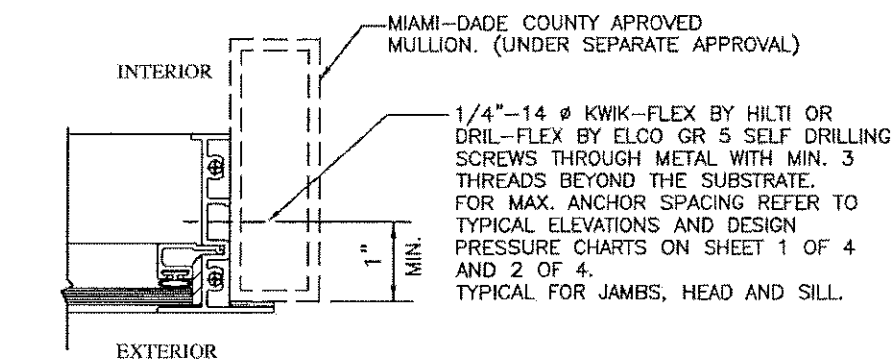 MIAMI-DADE COUNTY APROVED
MULLION. (UNDER SEPARATE APPROVAL)
INTERIOR
1/4"-14 ø KWIK-FLEX BY HILTI OR
DRIL-FLEX BY ELCO GR 5 SELF DRILLING
SCREWS THROUGH METAL WITH MIN. 3
THREADS BEYOND THE SUBSTRATE.
FOR MAX. ANCHOR SPACING REFER TO
TYPICAL ELEVATIONS AND DESIGN
PRESSURE CHARTS ON SHEET 1 OF 4
AND 2 OF 4.
TYPICAL FOR JAMBS, HEAD AND SILL.
1"
MIN.
EXTERIOR